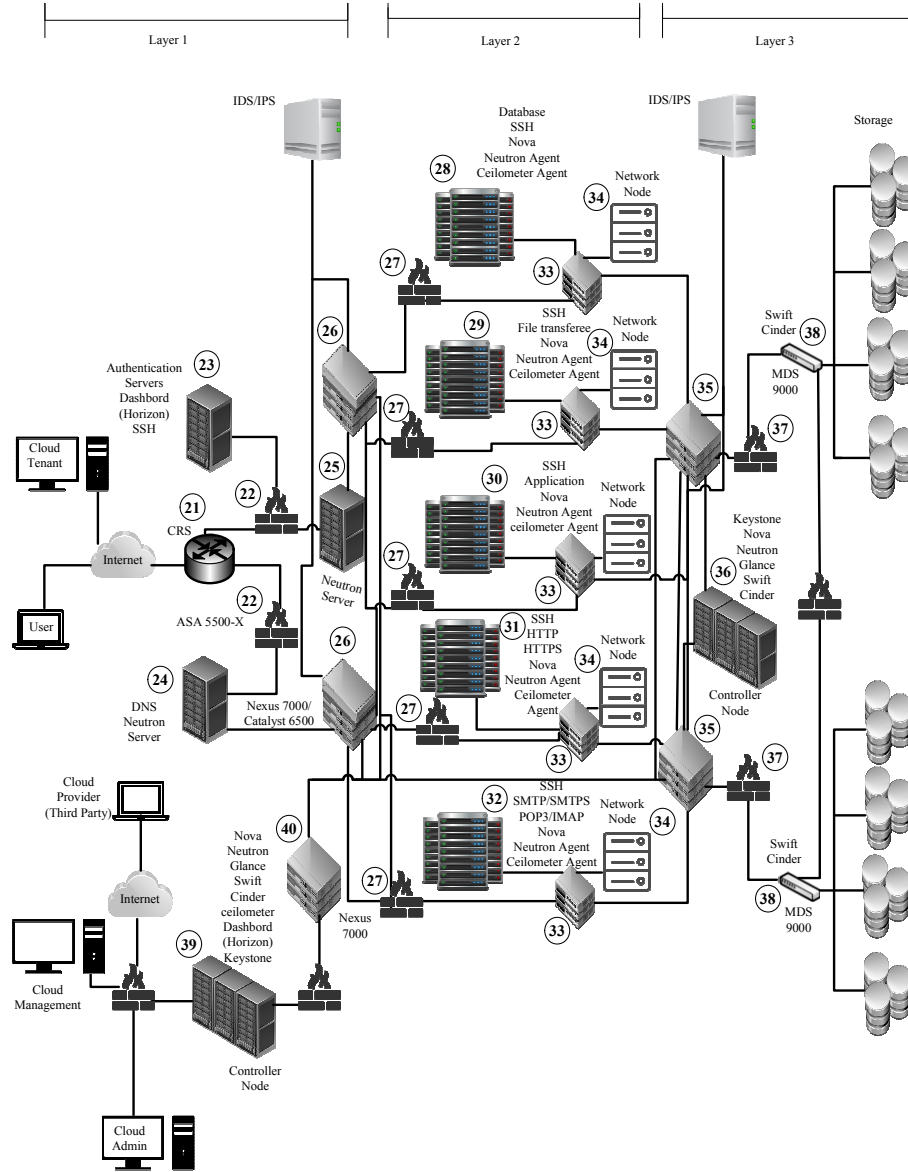 Layer 1
Layer 2
Layer 3
IDS/IPS
IDS/IPS
Storage
Database
SSH
Nova
Neutron Agent
Ceilometer Agent
28
34
Network
Node
27
33
SSH
File transferee
Nova
Neutron Agent
Ceilometer Agent
29
34
Network
Node
26
27
33
35
37
Swift
Cinder
38
MDS
9000
23
Authentication
Servers
Dashbord
(Horizon)
SSH
Cloud
Tenant
21
CRS
22
25
Neutron
Server
Internet
User
22
ASA 5500-X
30
SSH
Application
Nova
Neutron Agent
ceilometer
Agent
Network
Node
34
27
33
Keystone
Nova
Neutron
Glance
Swift
Cinder
36
Controller
Node
24
DNS
Neutron
Server
Nexus 7000/
Catalyst 6500
26
31
SSH
HTTP
HTTPS
Nova
Neutron Agent
Ceilometer
Agent
34
Network
Node
27
33
35
37
Swift
Cinder
38
MDS
9000
Cloud
Provider
(Third Party)
Internet
40
Nova
Neutron
Glance
Swift
Cinder
ceilometer
Dashbord
(Horizon)
Keystone
Nexus
7000
32
SSH
SMTP/SMTPS
POP3/IMAP
Nova
Neutron Agent
Ceilometer Agent
Network
Node
34
27
33
39
Cloud
Management
Controller
Node
Cloud
Admin